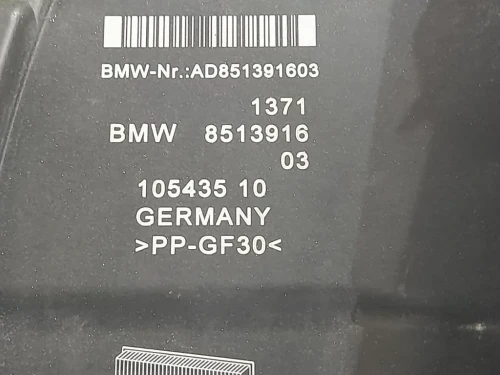 BMW-Nr.:AD851391603
1371
BMW 8513916
03
105435 10
GERMANY
>PP-GF30<